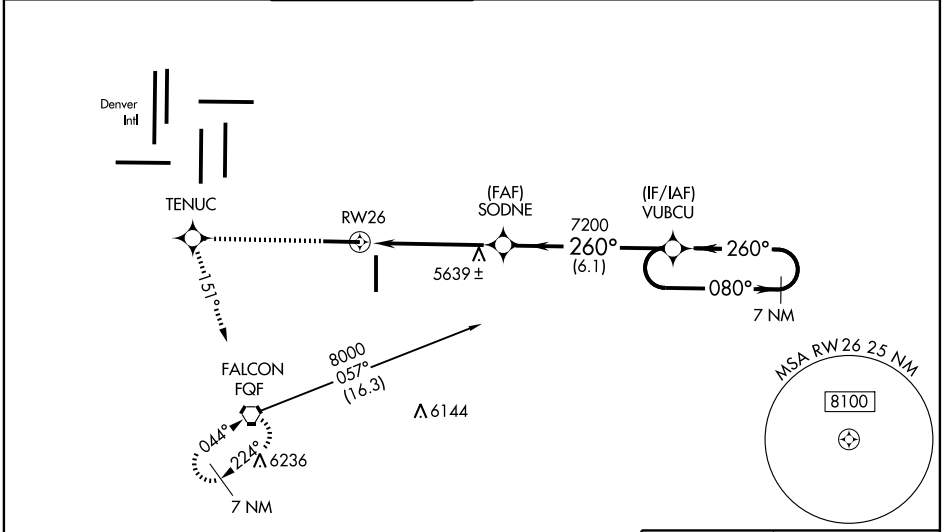 Denver
Intl
TENUC
RW26
(FAF)
SODNE
(IF/IAF)
VUBCU
7200
260°
(6.1)
260°
080°
7 NM
5639 ±
151°
FALCON
FQF
8000
057°
(16.3)
6144
044°
224°
6236
7 NM
MSA RW26 25 NM
8100